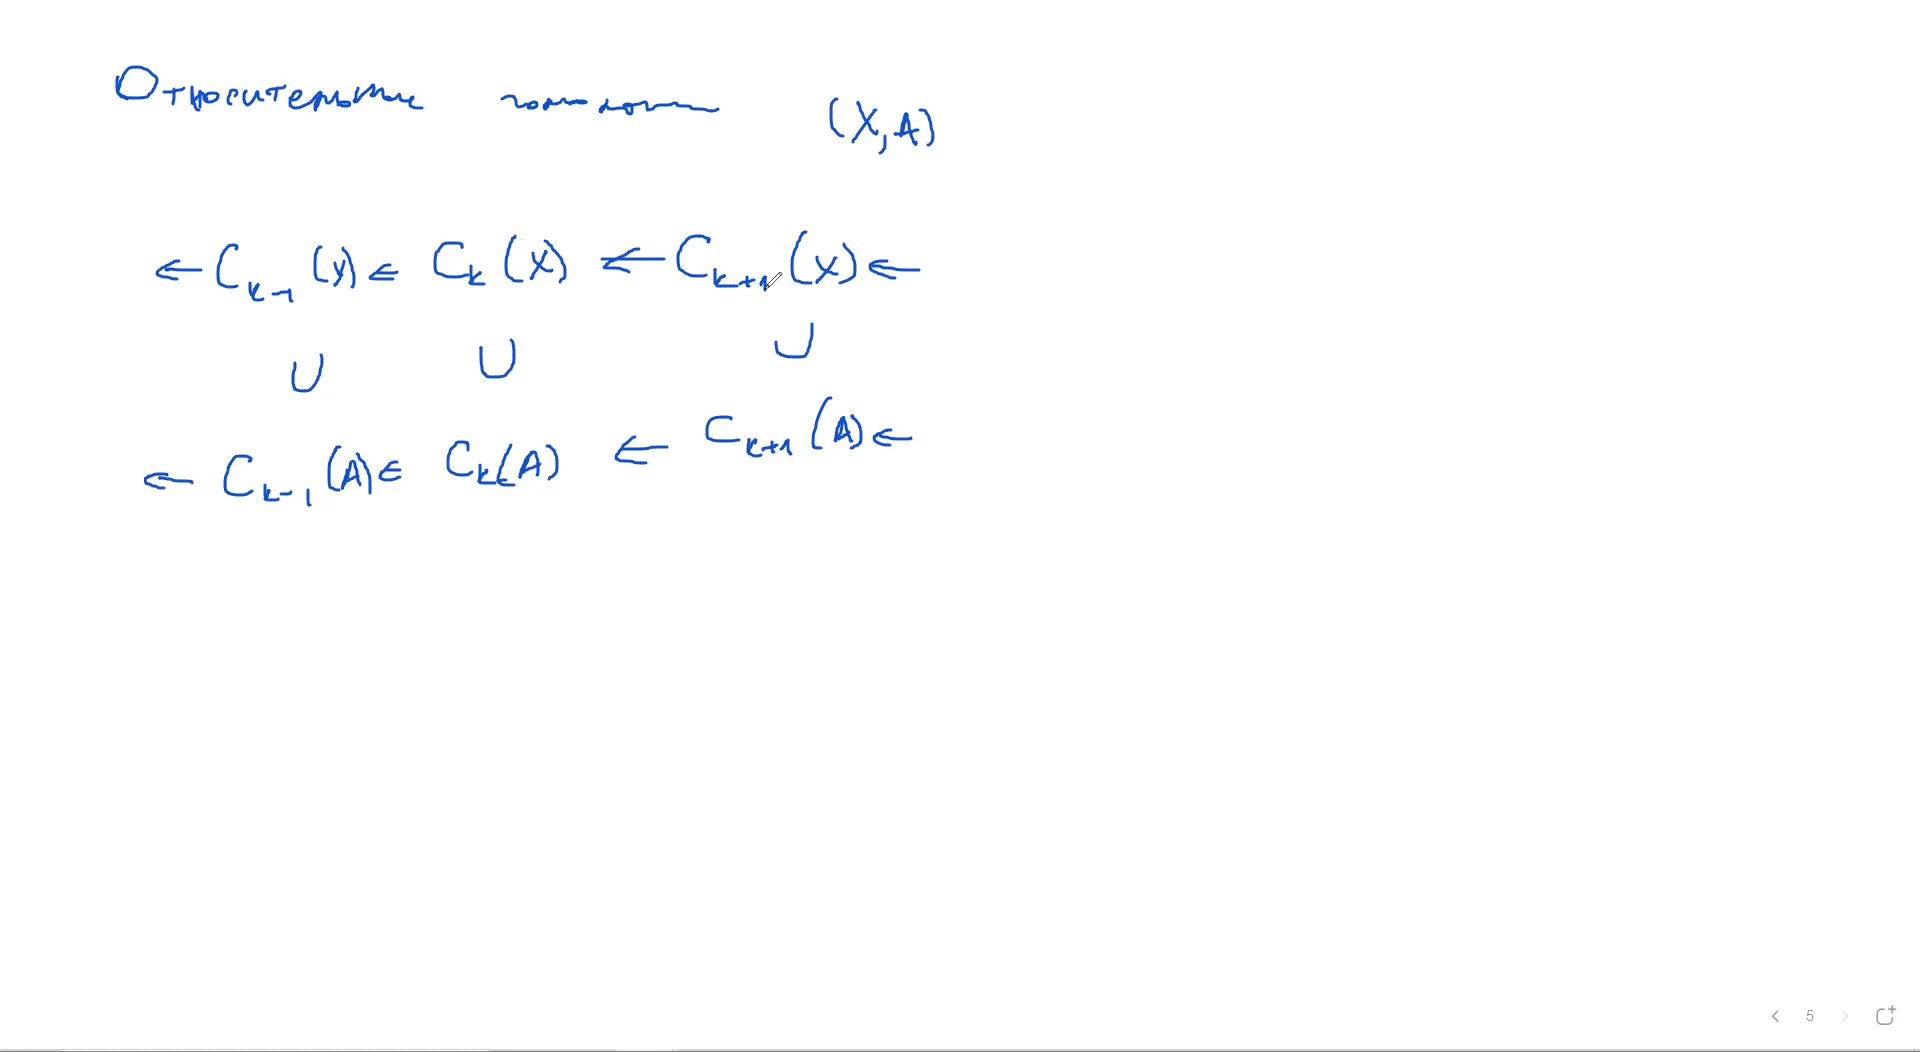 Относительные гомологии (X, A)
← C_{k-1} (X) ← C_k (X) ← C_{k+1} (X) ←
∪ ∪ ∪
← C_{k-1} (A) ← C_k (A) ← C_{k+1} (A) ←
5